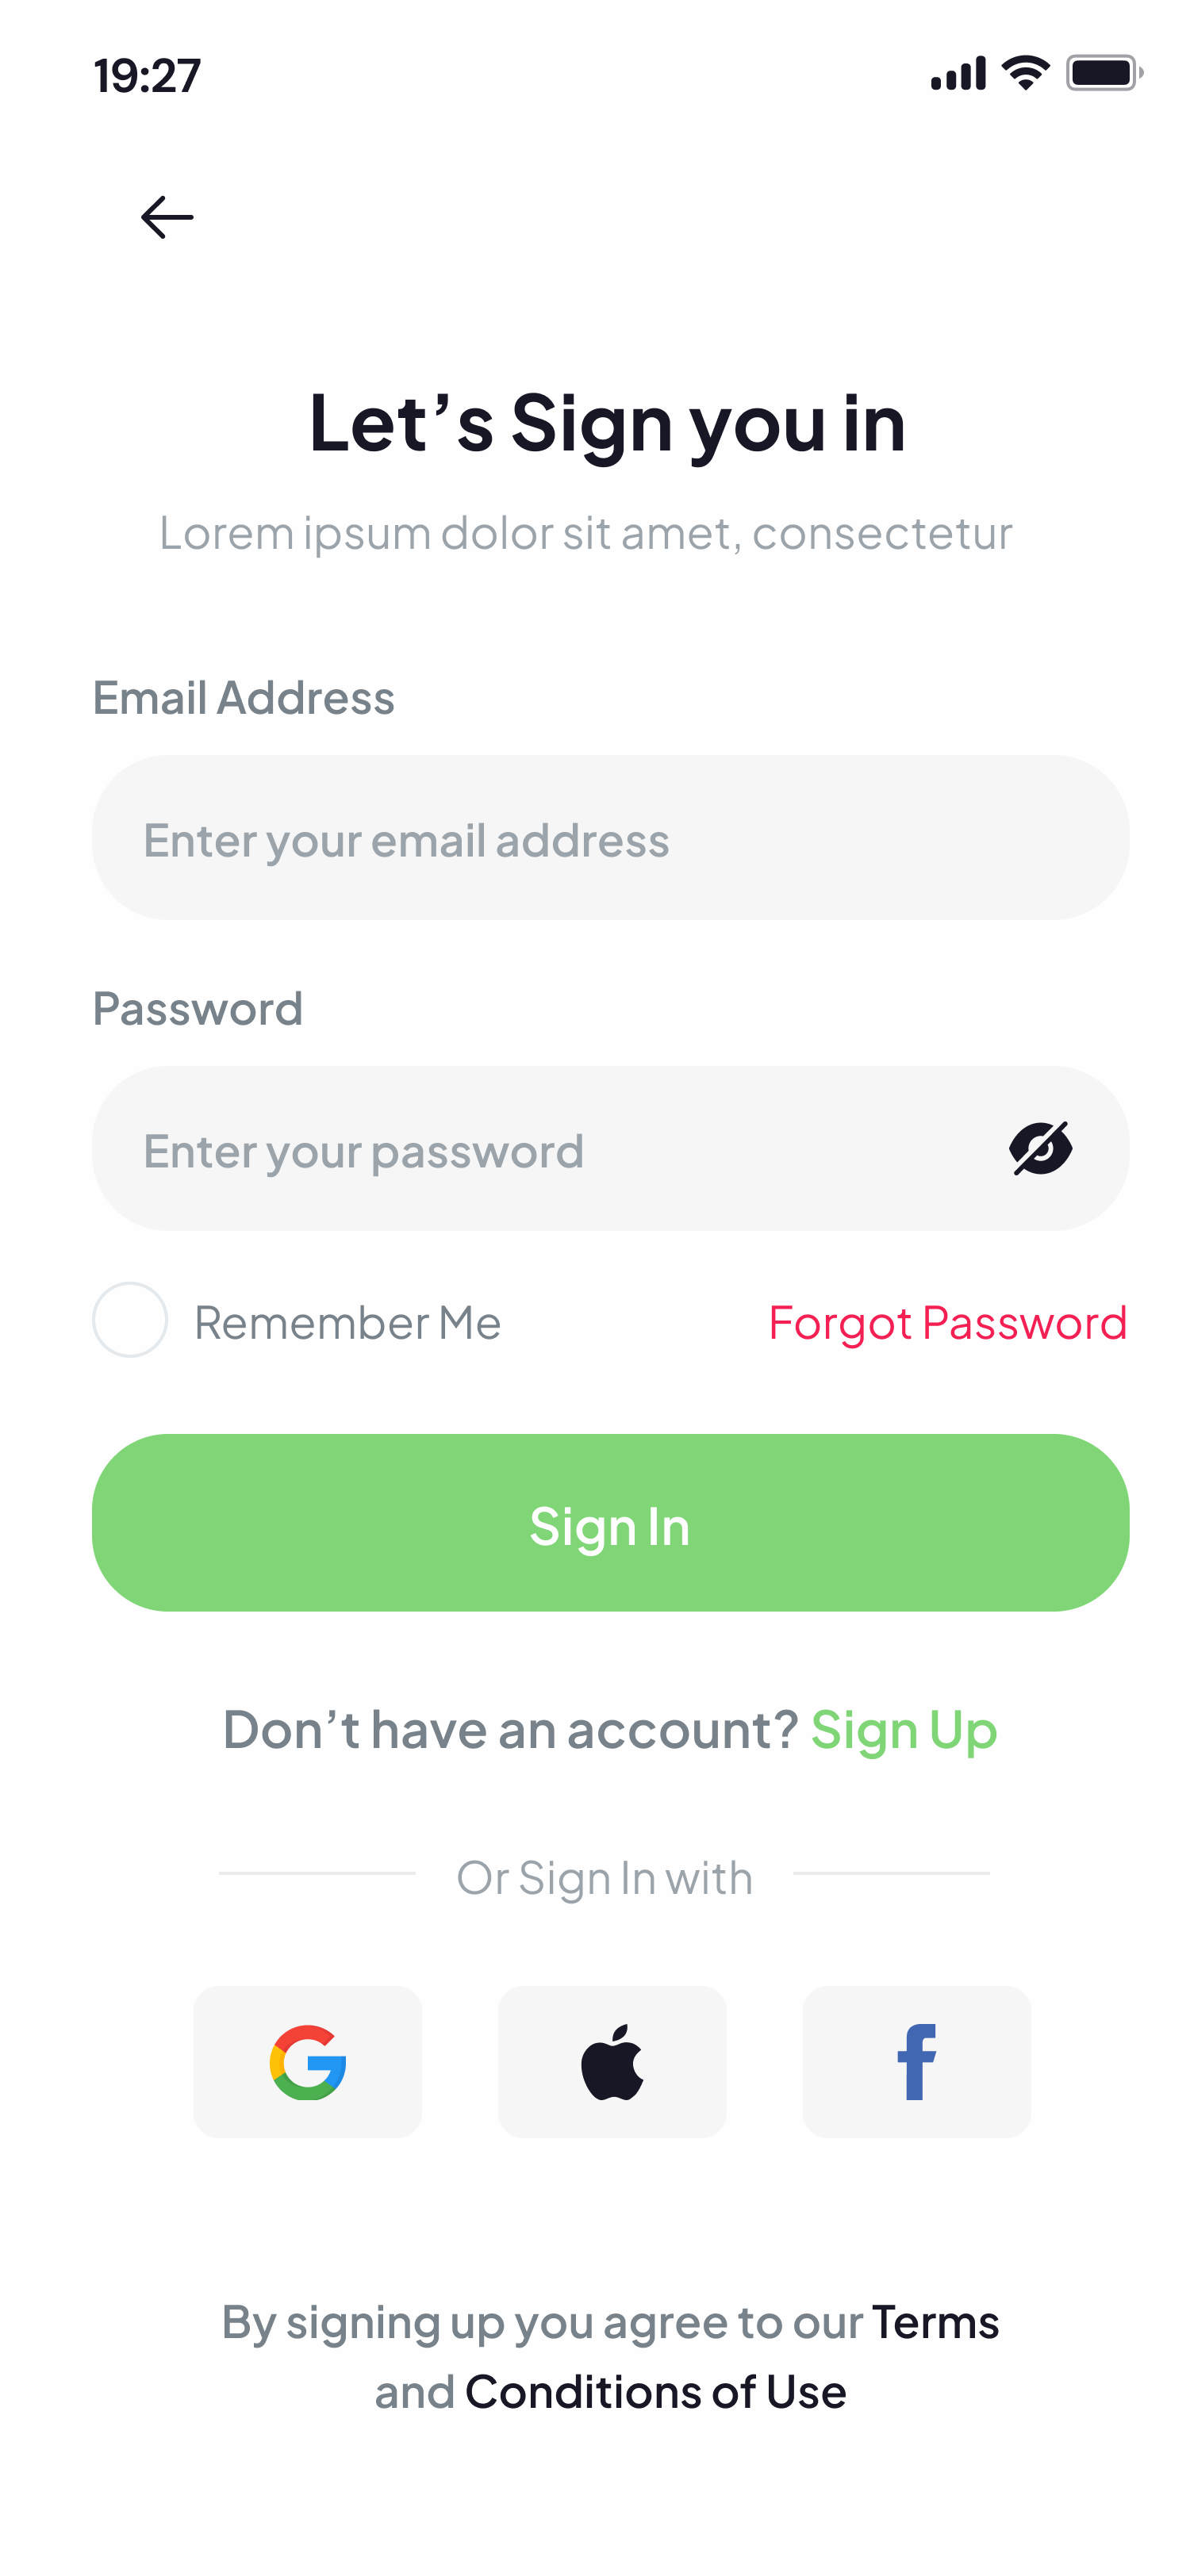 19:27
Let’s Sign you in
Lorem ipsum dolor sit amet, consectetur
Email Address
Enter your email address
Password
Enter your password
Remember Me
Forgot Password
Sign In
Don’t have an account? Sign Up
Or Sign In with
By signing up you agree to our Terms
and Conditions of Use